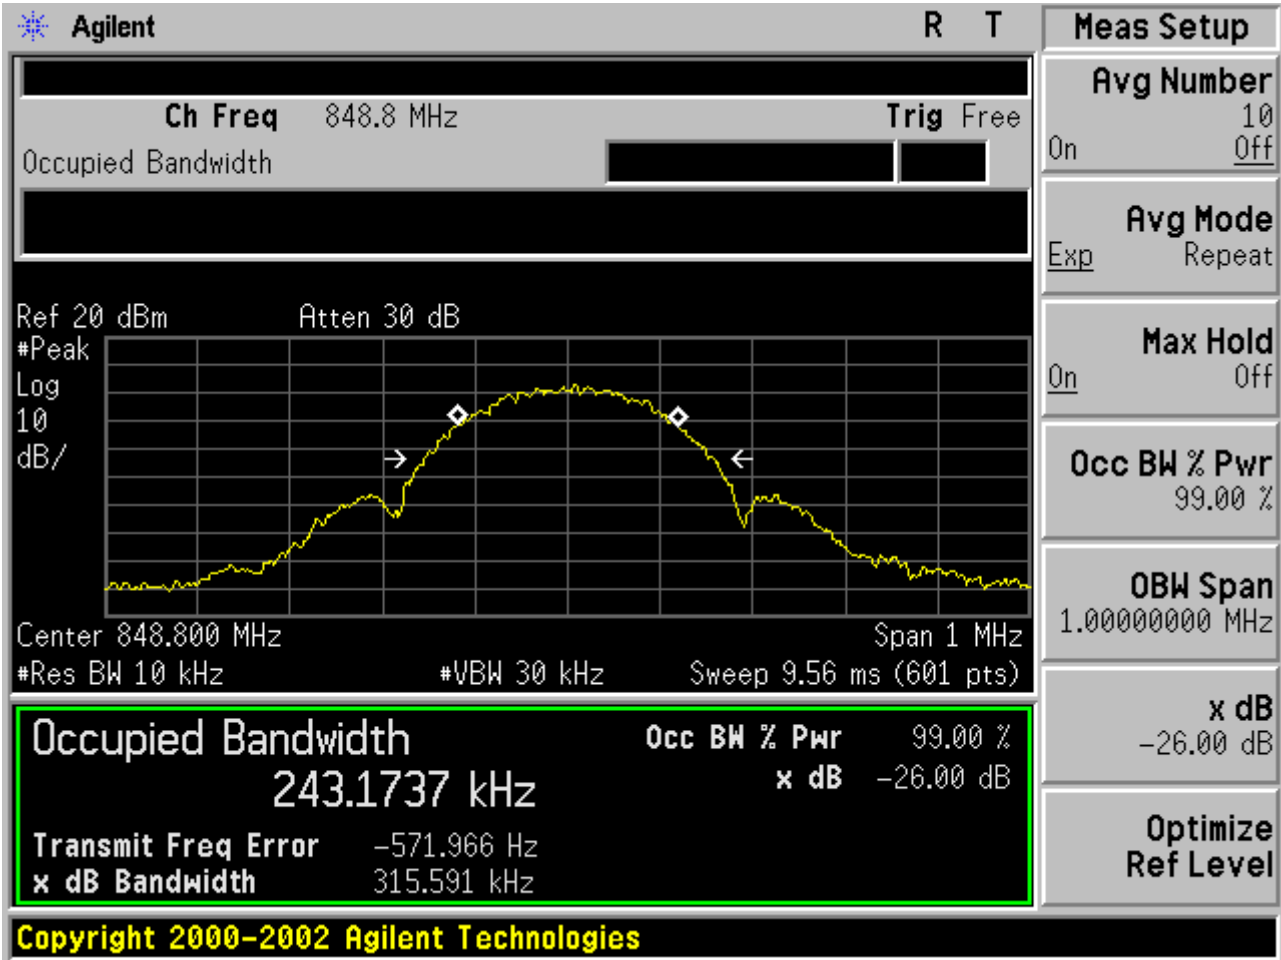 Agilent R T
Ch Freq 848.8 MHz Trig Free
Occupied Bandwidth
Ref 20 dBm Atten 30 dB
#Peak
Log
10
dB/
Center 848.800 MHz Span 1 MHz
#Res BW 10 kHz #VBW 30 kHz Sweep 9.56 ms (601 pts)
Occupied Bandwidth Occ BW % Pwr 99.00 %
243.1737 kHz x dB -26.00 dB
Transmit Freq Error -571.966 Hz
x dB Bandwidth 315.591 kHz
Copyright 2000-2002 Agilent Technologies
Meas Setup
Avg Number
10
On Off
Avg Mode
Exp Repeat
Max Hold
On Off
Occ BW % Pwr
99.00 %
OBW Span
1.00000000 MHz
x dB
-26.00 dB
Optimize
Ref Level